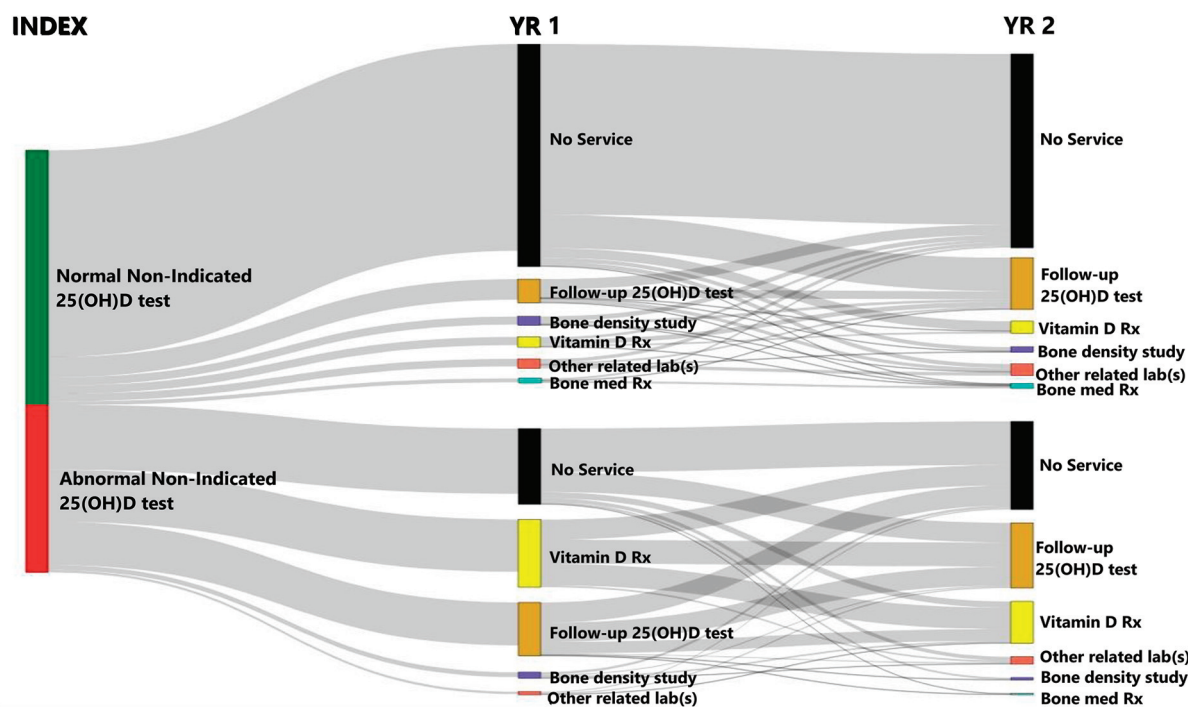 INDEX
YR 1
YR 2
No Service
No Service
Normal Non-Indicated
25(OH)D test
Follow-up 25(OH)D test
Bone density study
Vitamin D Rx
Other related lab(s)
Bone med Rx
Follow-up
25(OH)D test
Vitamin D Rx
Bone density study
Other related lab(s)
Bone med Rx
Abnormal Non-Indicated
25(OH)D test
No Service
Vitamin D Rx
Follow-up 25(OH)D test
Bone density study
Other related lab(s)
No Service
Follow-up
25(OH)D test
Vitamin D Rx
Other related lab(s)
Bone density study
Bone med Rx